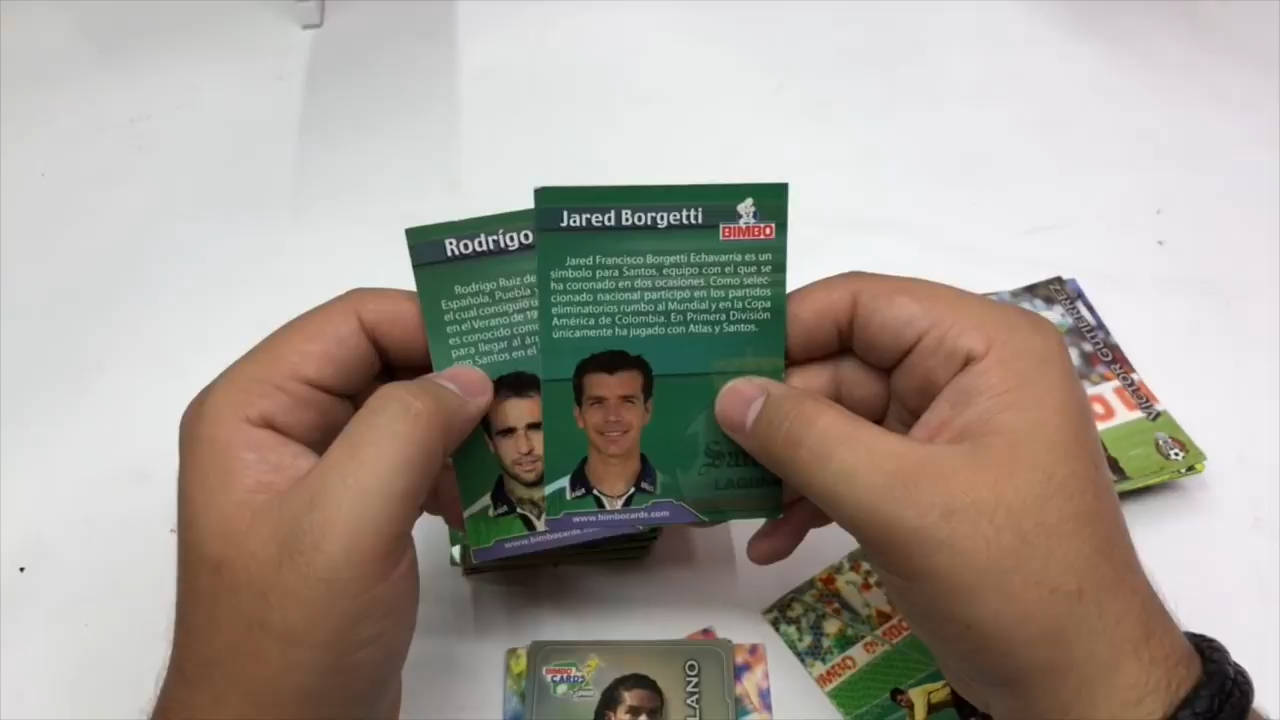 Jared Borgetti
BIMBO
Jared Francisco Borgetti Echavarria es un
símbolo para Santos, equipo con el que se
ha coronado en dos ocasiones. Como selec-
cionado nacional participó en los partidos
eliminatorios rumbo al Mundial y en la Copa
América de Colombia. En Primera División
únicamente ha jugado con Atlas y Santos.
LAGUNA
www.bimbocards.com
Rodrígo
Rodrigo Ruiz de
Española, Puebla y
el cual consiguió u
en el Verano de 19
es conocido como
para llegar al ár
con Santos en el
www.bimbocards.com
VICTOR GUTIERREZ
BIMBO
CARDS
LANO
BIMBO